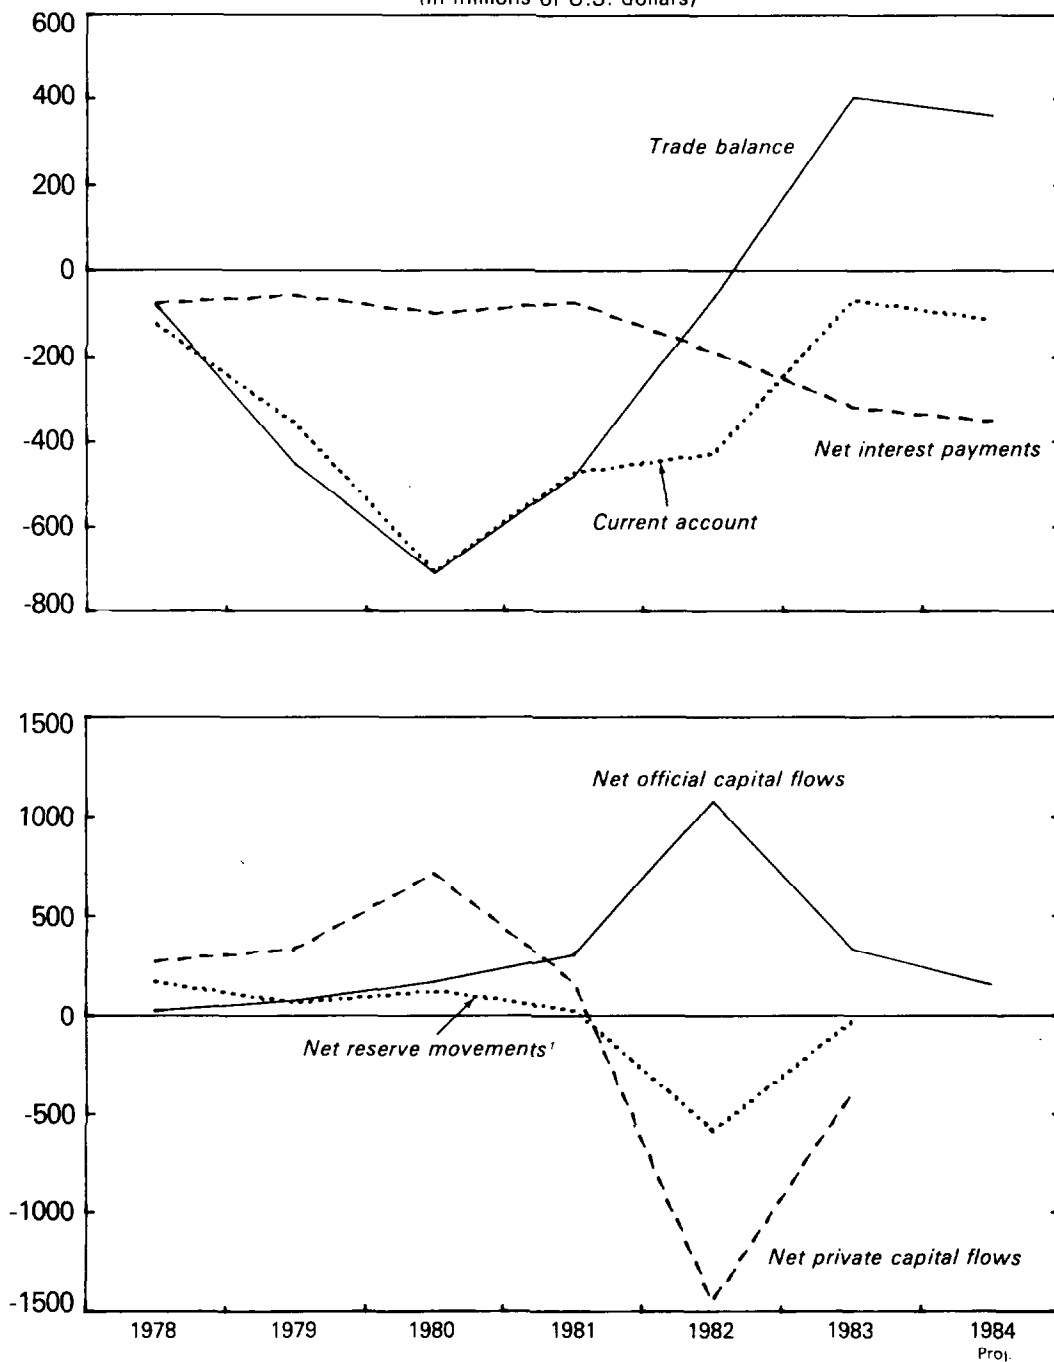 (In millions of U.S. dollars)
600
400
Trade balance
200
0
-200
-400
Net interest payments
Current account
-600
-800
1500
Net official capital flows
1000
500
0
Net reserve movements¹
-500
-1000
Net private capital flows
-1500
1978 1979 1980 1981 1982 1983 1984
Proj.